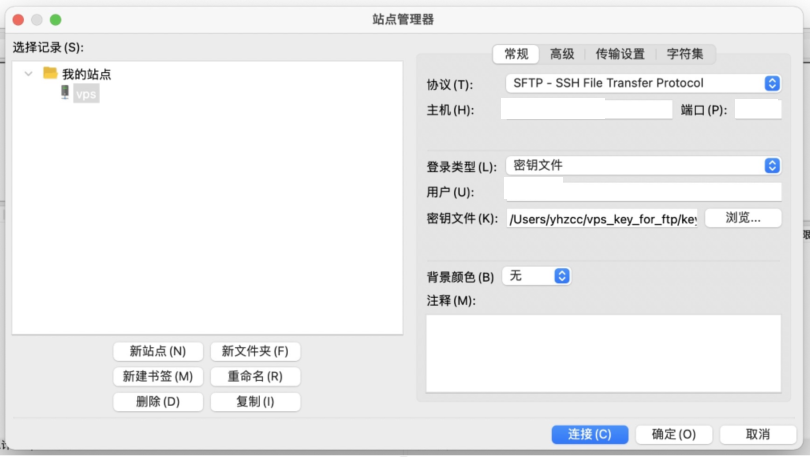 站点管理器
选择记录(S):
我的站点
vps
新站点(N)
新文件夹(F)
新建书签(M)
重命名(R)
删除(D)
复制(I)
常规
高级
传输设置
字符集
协议(T):
SFTP - SSH File Transfer Protocol
主机(H):
端口(P):
登录类型(L):
密钥文件
用户(U):
密钥文件(K):
/Users/yhzcc/vps_key_for_ftp/key
浏览...
背景颜色(B)
无
注释(M):
连接(C)
确定(O)
取消